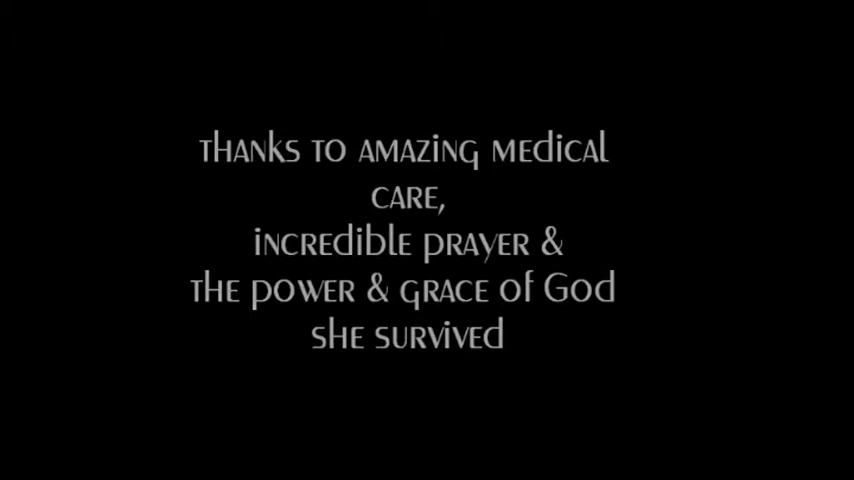 thanks to amazing medical
care,
incredible prayer &
the power & grace of God
she survived